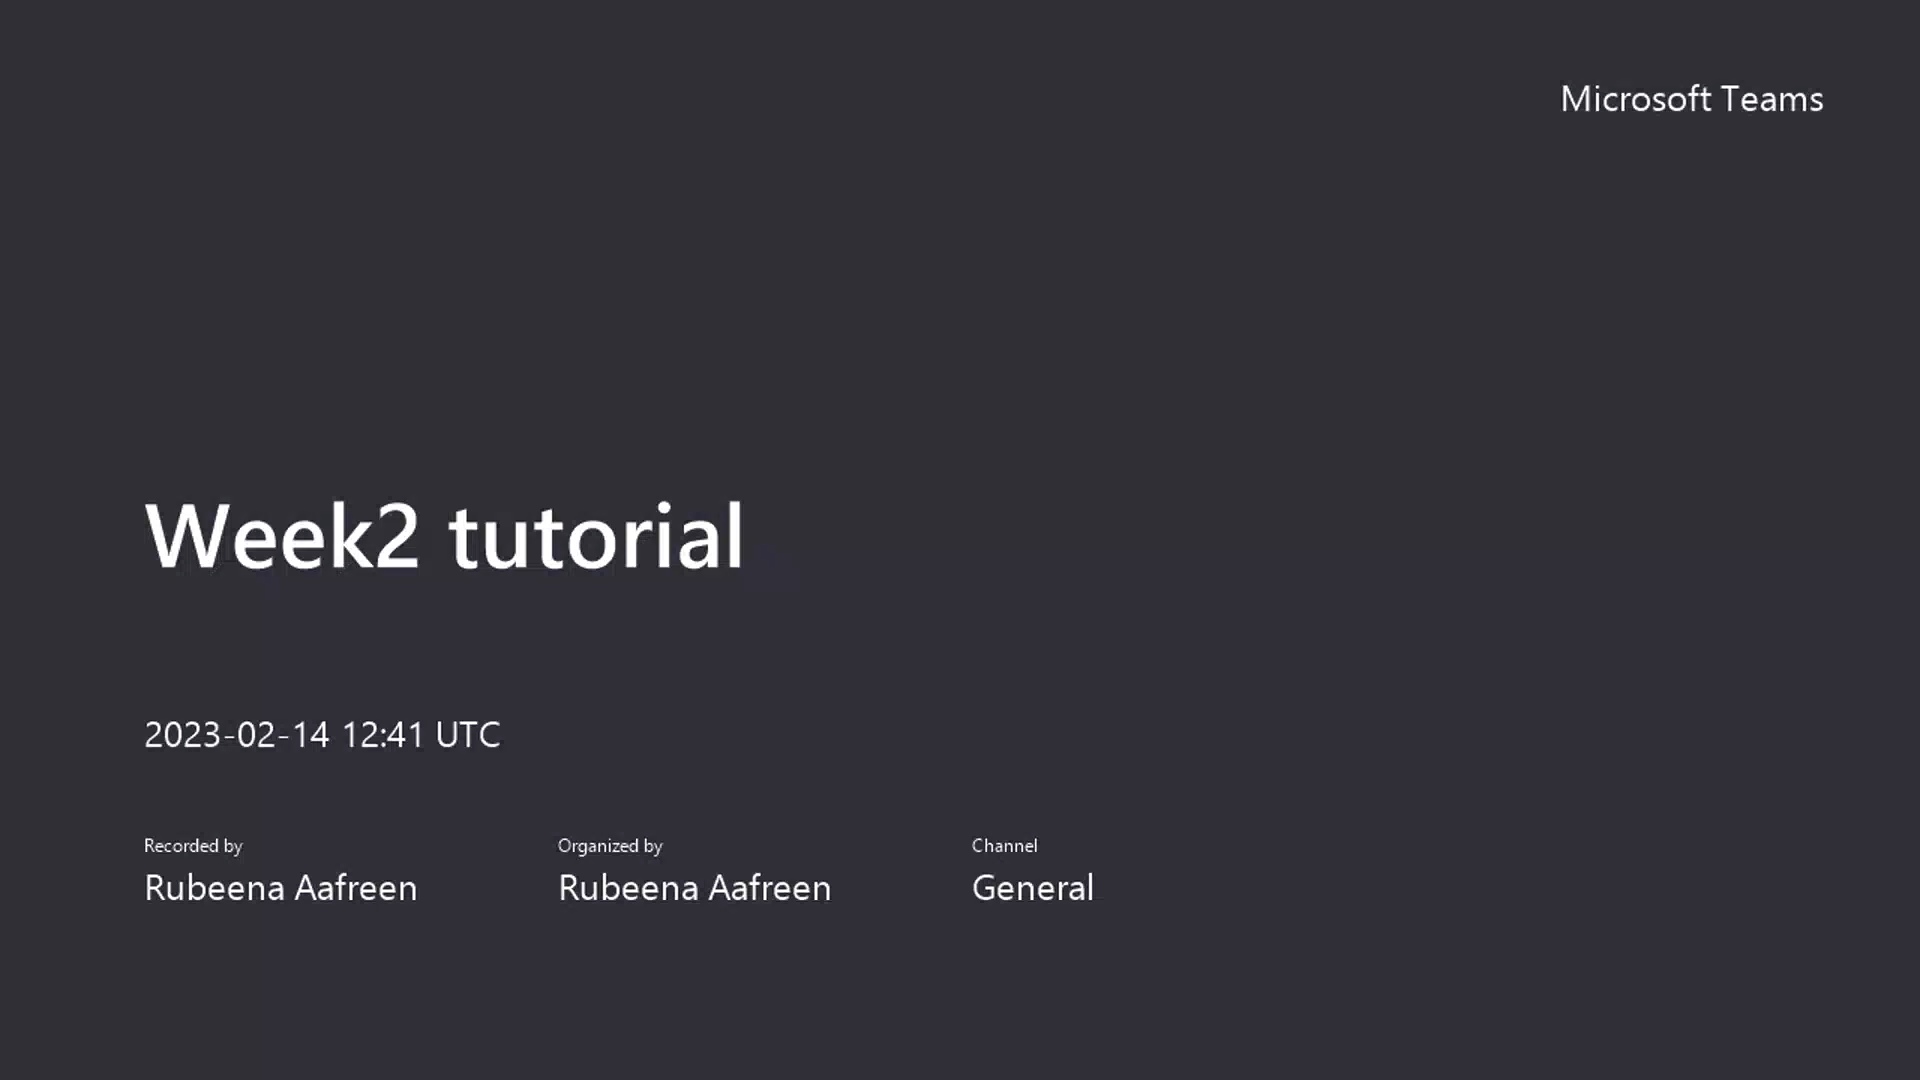 Microsoft Teams
Week2 tutorial
2023-02-14 12:41 UTC
Recorded by
Rubeena Aafreen
Organized by
Rubeena Aafreen
Channel
General